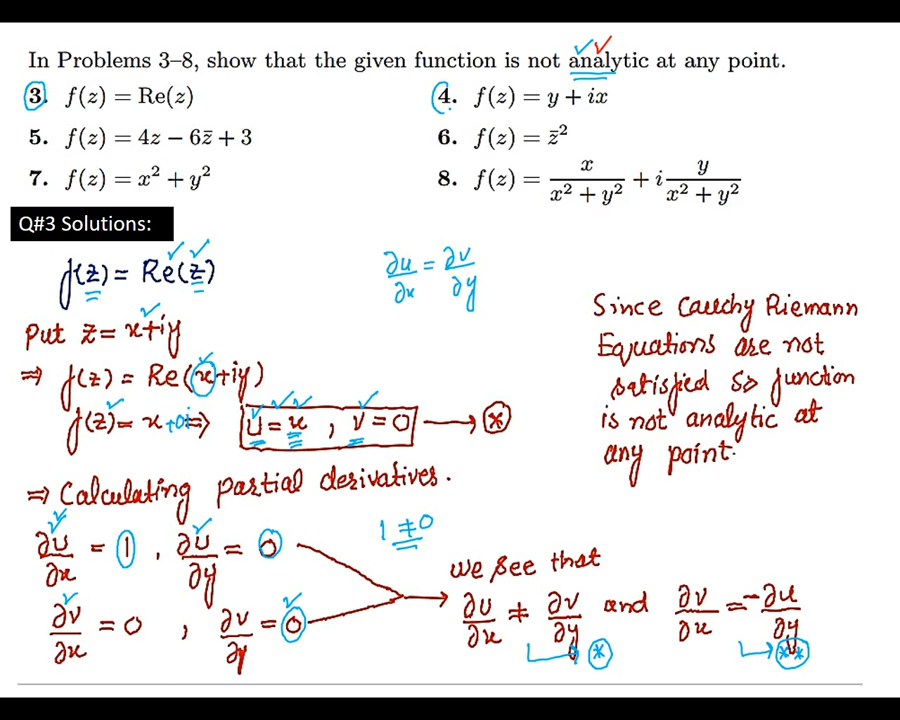 In Problems 3–8, show that the given function is not analytic at any point.
3. f(z) = Re(z)
4. f(z) = y + ix
5. f(z) = 4z − 6z̄ + 3
6. f(z) = z̄²
7. f(z) = x² + y²
8. f(z) = x/(x² + y²) + i y/(x² + y²)
Q#3 Solutions:
f(z) = Re(z)
∂u/∂x = ∂v/∂y
Put z = x+iy
⇒ f(z) = Re(x+iy)
f(z) = x +0i ⇒ U = x , V = 0 → *
⇒ Calculating partial derivatives.
∂U/∂x = 1 , ∂U/∂y = 0
1 ≠ 0
∂V/∂x = 0 , ∂V/∂y = 0
we see that
∂U/∂x ≠ ∂V/∂y and ∂V/∂x = -∂U/∂y
* **
Since Cauchy Riemann
Equations are not
satisfied so function
is not analytic at
any point.